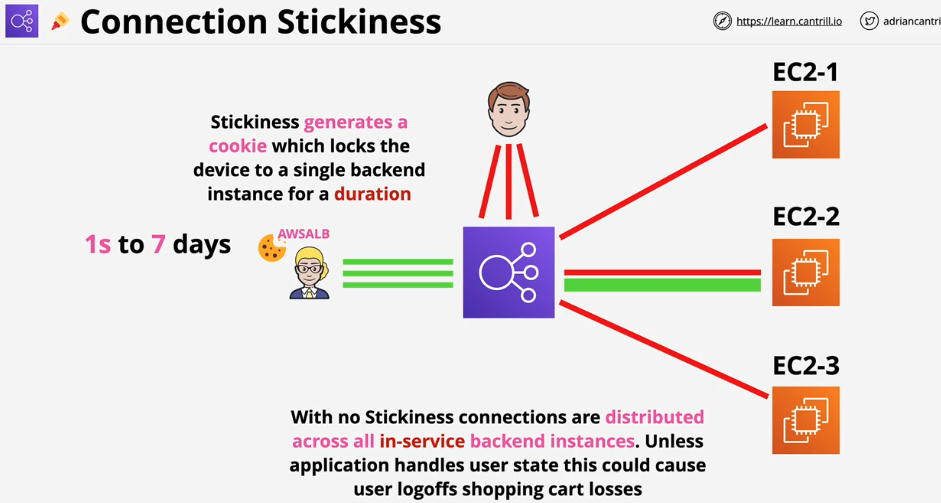 Connection Stickiness
https://learn.cantrill.io
adriancantri
EC2-1
Stickiness generates a
cookie which locks the
device to a single backend
instance for a duration
1s to 7 days
AWSALB
EC2-2
EC2-3
With no Stickiness connections are distributed
across all in-service backend instances. Unless
application handles user state this could cause
user logoffs shopping cart losses